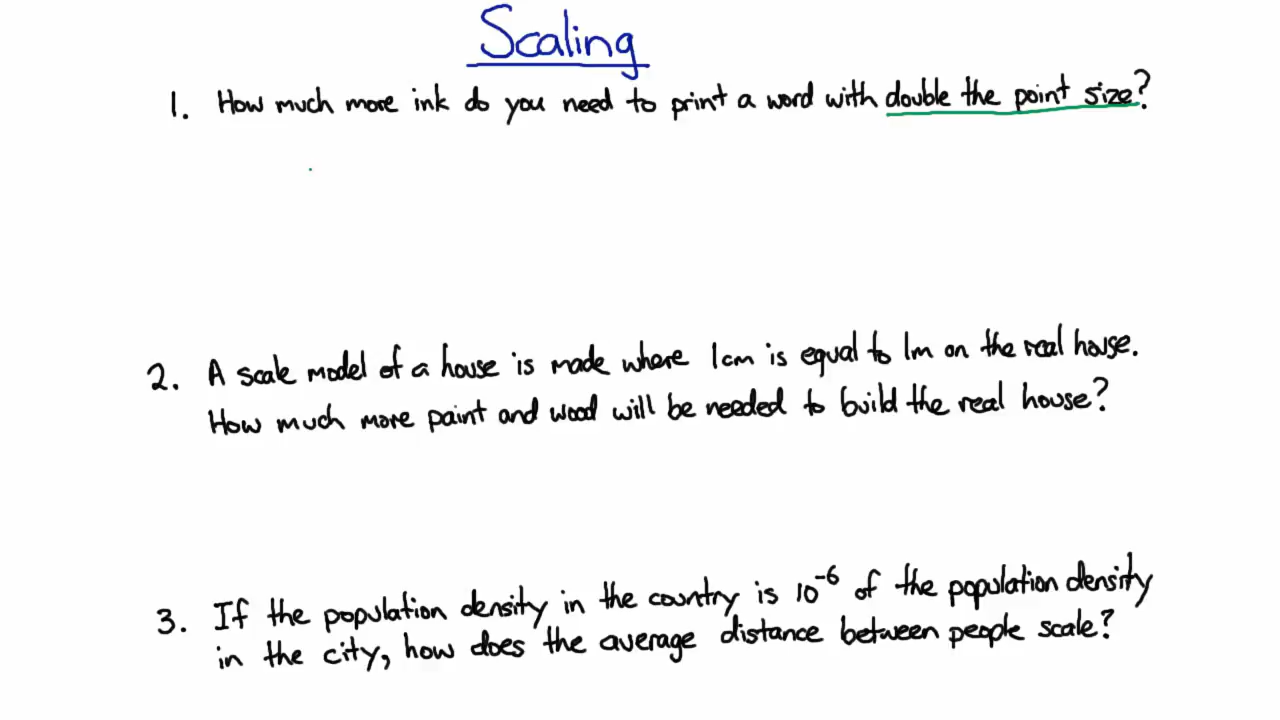 Scaling
1. How much more ink do you need to print a word with double the point size?
2. A scale model of a house is made where 1cm is equal to 1m on the real house.
How much more paint and wood will be needed to build the real house?
3. If the population density in the country is 10⁻⁶ of the population density
in the city, how does the average distance between people scale?